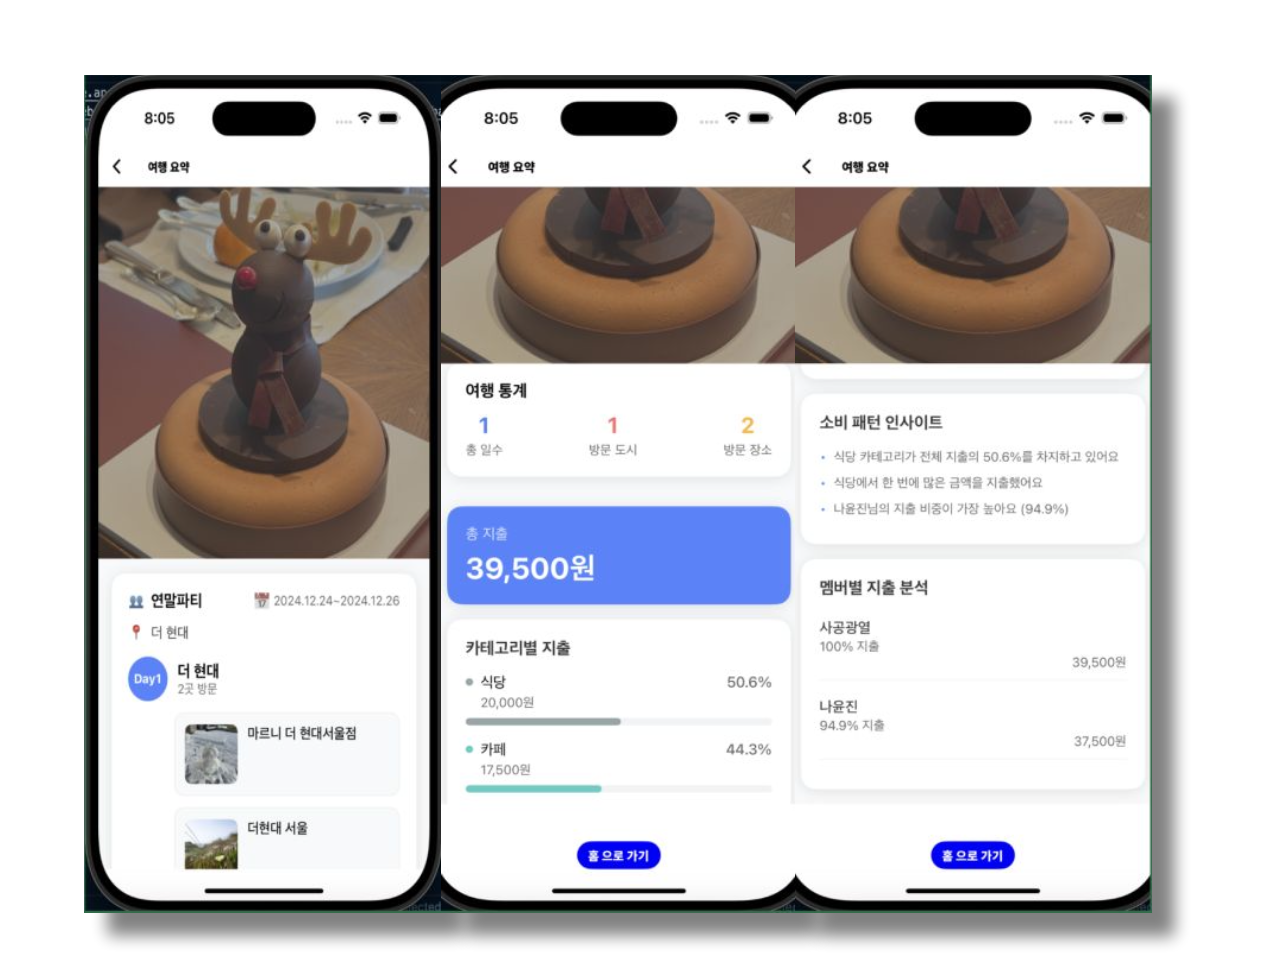 8:05
여행 요약
연말파티
2024.12.24~2024.12.26
더 현대
Day1
더 현대
2곳 방문
마르니 더 현대서울점
더현대 서울
8:05
여행 요약
여행 통계
1
1
2
총 일수
방문 도시
방문 장소
총 지출
39,500원
카테고리별 지출
식당
50.6%
20,000원
카페
44.3%
17,500원
홈 으로 가기
8:05
여행 요약
소비 패턴 인사이트
• 식당 카테고리가 전체 지출의 50.6%를 차지하고 있어요
• 식당에서 한 번에 많은 금액을 지출했어요
• 나윤진님의 지출 비중이 가장 높아요 (94.9%)
멤버별 지출 분석
사공광열
100% 지출
39,500원
나윤진
94.9% 지출
37,500원
홈 으로 가기